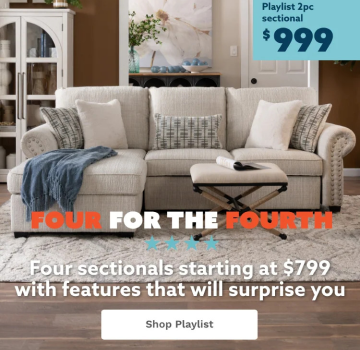 Playlist 2pc
sectional
$999
FOUR FOR THE FOURTH
Four sectionals starting at $799
with features that will surprise you
Shop Playlist